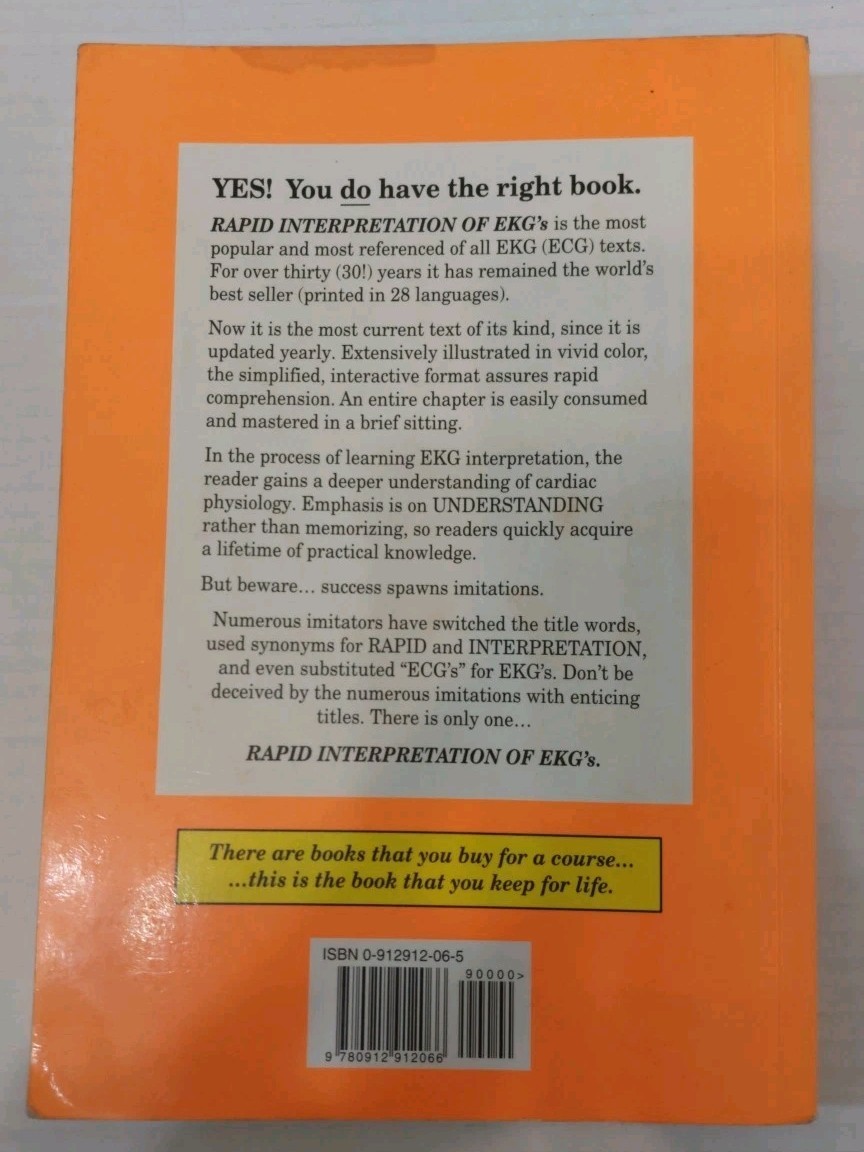 YES! You do have the right book.
RAPID INTERPRETATION OF EKG's is the most
popular and most referenced of all EKG (ECG) texts.
For over thirty (30!) years it has remained the world's
best seller (printed in 28 languages).
Now it is the most current text of its kind, since it is
updated yearly. Extensively illustrated in vivid color,
the simplified, interactive format assures rapid
comprehension. An entire chapter is easily consumed
and mastered in a brief sitting.
In the process of learning EKG interpretation, the
reader gains a deeper understanding of cardiac
physiology. Emphasis is on UNDERSTANDING
rather than memorizing, so readers quickly acquire
a lifetime of practical knowledge.
But beware... success spawns imitations.
Numerous imitators have switched the title words,
used synonyms for RAPID and INTERPRETATION,
and even substituted “ECG's” for EKG's. Don't be
deceived by the numerous imitations with enticing
titles. There is only one...
RAPID INTERPRETATION OF EKG's.
There are books that you buy for a course...
...this is the book that you keep for life.
ISBN 0-912912-06-5
90000>
9 780912 912066